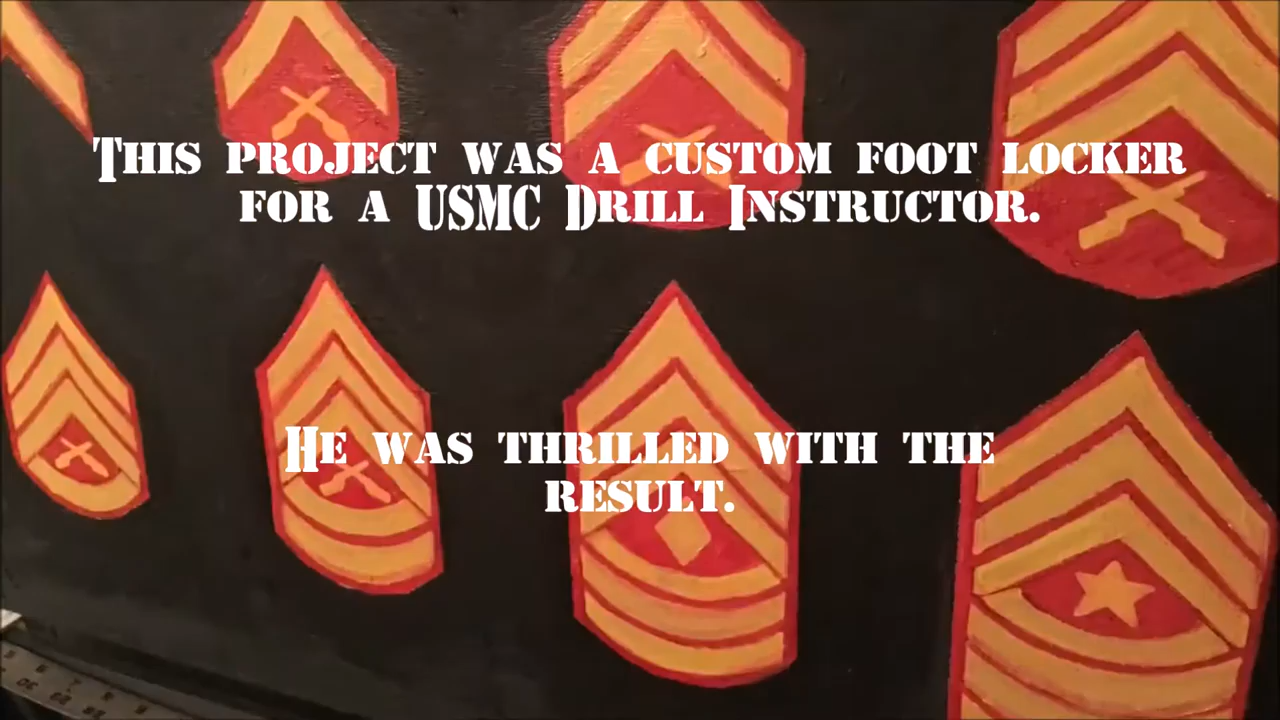 This project was a custom foot locker
for a USMC Drill Instructor.
He was thrilled with the
result.